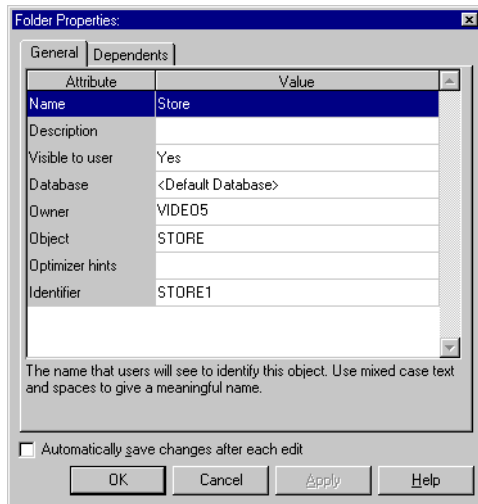 Folder Properties:
General Dependents
Attribute Value
Name Store
Description
Visible to user Yes
Database <Default Database>
Owner VIDEO5
Object STORE
Optimizer hints
Identifier STORE1
The name that users will see to identify this object. Use mixed case text
and spaces to give a meaningful name.
Automatically save changes after each edit
OK Cancel Apply Help